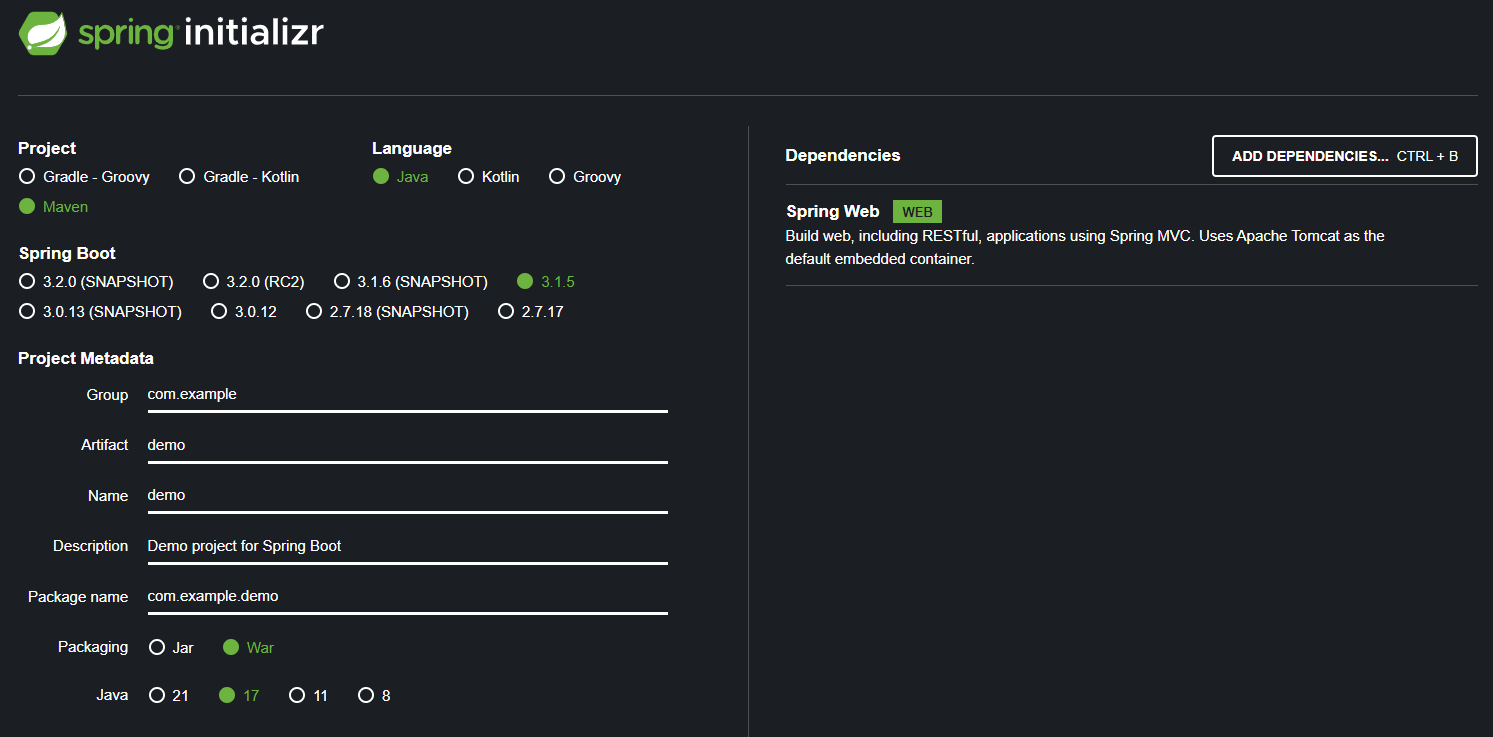 spring initializr
Project
Gradle - Groovy Gradle - Kotlin
Maven
Language
Java Kotlin Groovy
Spring Boot
3.2.0 (SNAPSHOT) 3.2.0 (RC2) 3.1.6 (SNAPSHOT) 3.1.5
3.0.13 (SNAPSHOT) 3.0.12 2.7.18 (SNAPSHOT) 2.7.17
Project Metadata
Group com.example
Artifact demo
Name demo
Description Demo project for Spring Boot
Package name com.example.demo
Packaging Jar War
Java 21 17 11 8
Dependencies
ADD DEPENDENCIES... CTRL + B
Spring Web WEB
Build web, including RESTful, applications using Spring MVC. Uses Apache Tomcat as the
default embedded container.